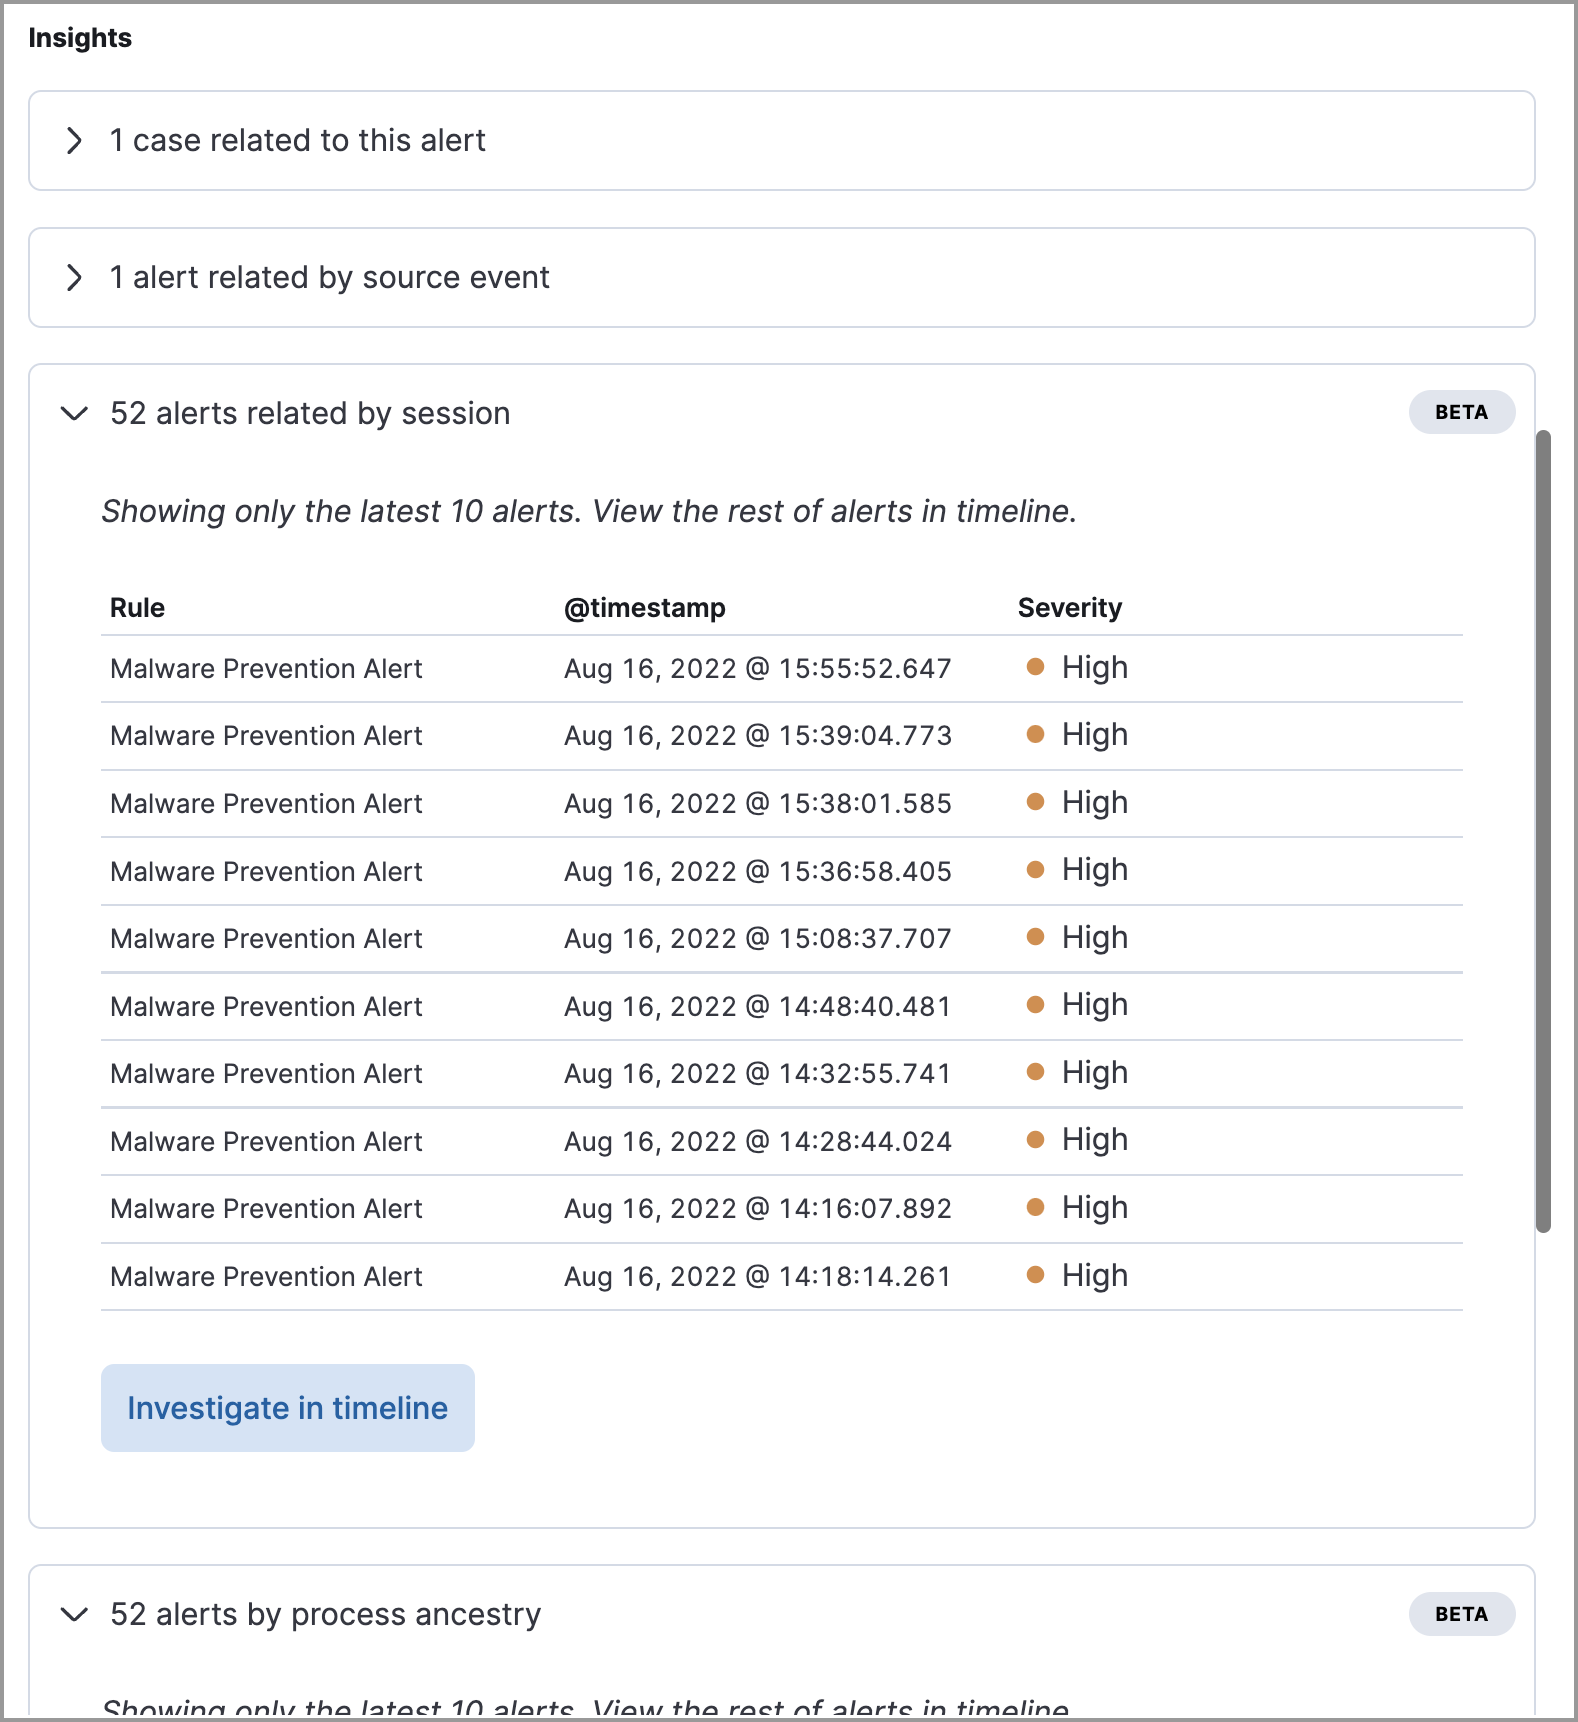 Insights
1 case related to this alert
1 alert related by source event
52 alerts related by session BETA
Showing only the latest 10 alerts. View the rest of alerts in timeline.
Rule @timestamp Severity
Malware Prevention Alert Aug 16, 2022 @ 15:55:52.647 High
Malware Prevention Alert Aug 16, 2022 @ 15:39:04.773 High
Malware Prevention Alert Aug 16, 2022 @ 15:38:01.585 High
Malware Prevention Alert Aug 16, 2022 @ 15:36:58.405 High
Malware Prevention Alert Aug 16, 2022 @ 15:08:37.707 High
Malware Prevention Alert Aug 16, 2022 @ 14:48:40.481 High
Malware Prevention Alert Aug 16, 2022 @ 14:32:55.741 High
Malware Prevention Alert Aug 16, 2022 @ 14:28:44.024 High
Malware Prevention Alert Aug 16, 2022 @ 14:16:07.892 High
Malware Prevention Alert Aug 16, 2022 @ 14:18:14.261 High
Investigate in timeline
52 alerts by process ancestry BETA
Showing only the latest 10 alerts. View the rest of alerts in timeline.